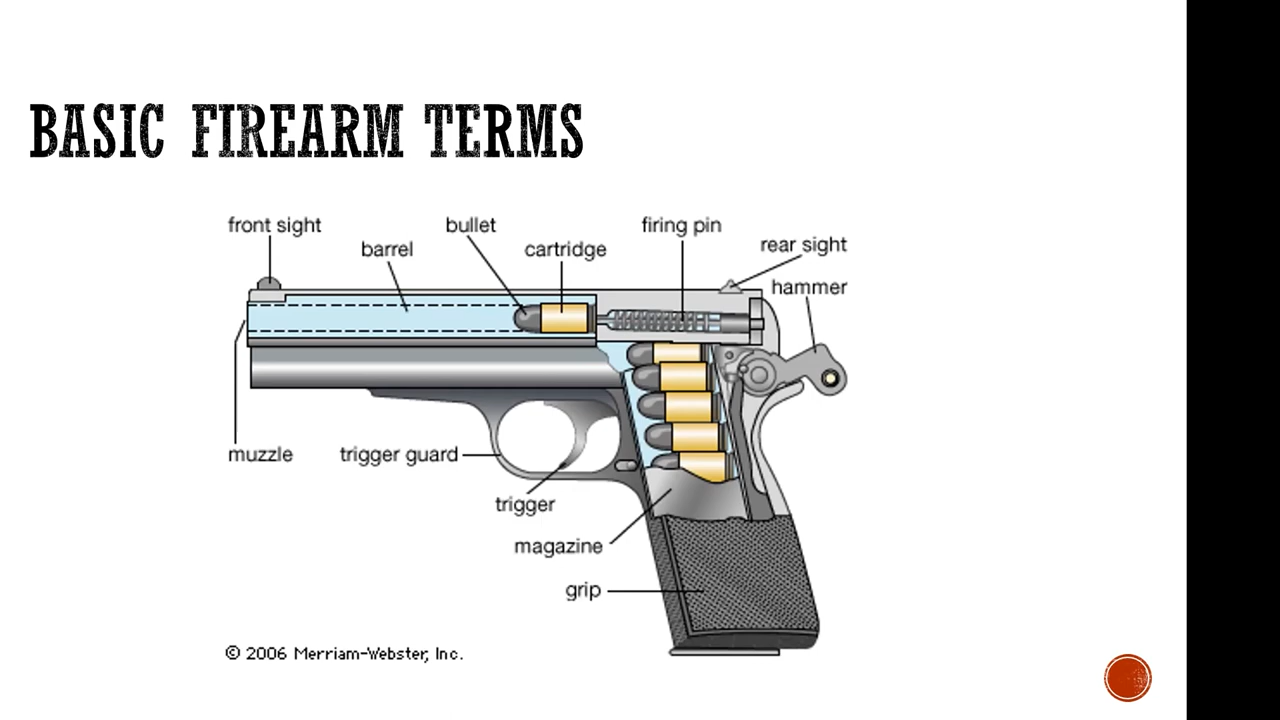 BASIC FIREARM TERMS
front sight
bullet
firing pin
barrel
cartridge
rear sight
hammer
muzzle
trigger guard
trigger
magazine
grip
© 2006 Merriam-Webster, Inc.